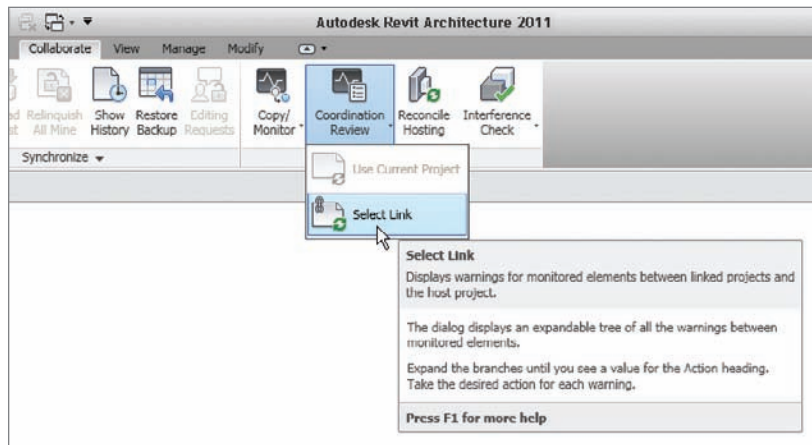 Autodesk Revit Architecture 2011
Collaborate View Manage Modify
Relinquish All Mine
Show History
Restore Backup
Editing Requests
Copy/ Monitor
Coordination Review
Reconcile Hosting
Interference Check
Synchronize
Use Current Project
Select Link
Select Link
Displays warnings for monitored elements between linked projects and
the host project.
The dialog displays an expandable tree of all the warnings between
monitored elements.
Expand the branches until you see a value for the Action heading.
Take the desired action for each warning.
Press F1 for more help